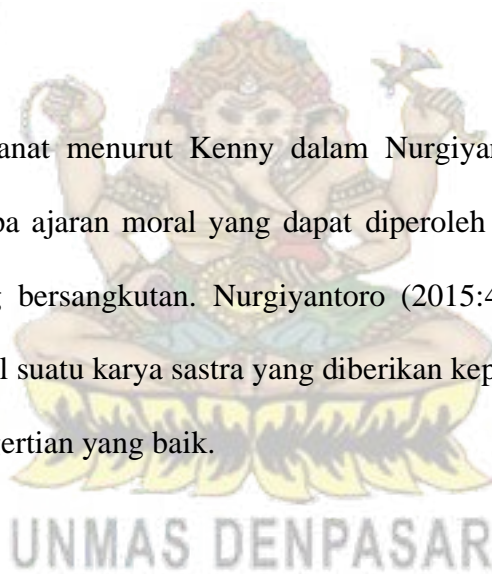 anat menurut Kenny dalam Nurgiyan
a ajaran moral yang dapat diperoleh
bersangkutan. Nurgiyantoro (2015:4
l suatu karya sastra yang diberikan kep
ertian yang baik.
UNMAS DENPASAR